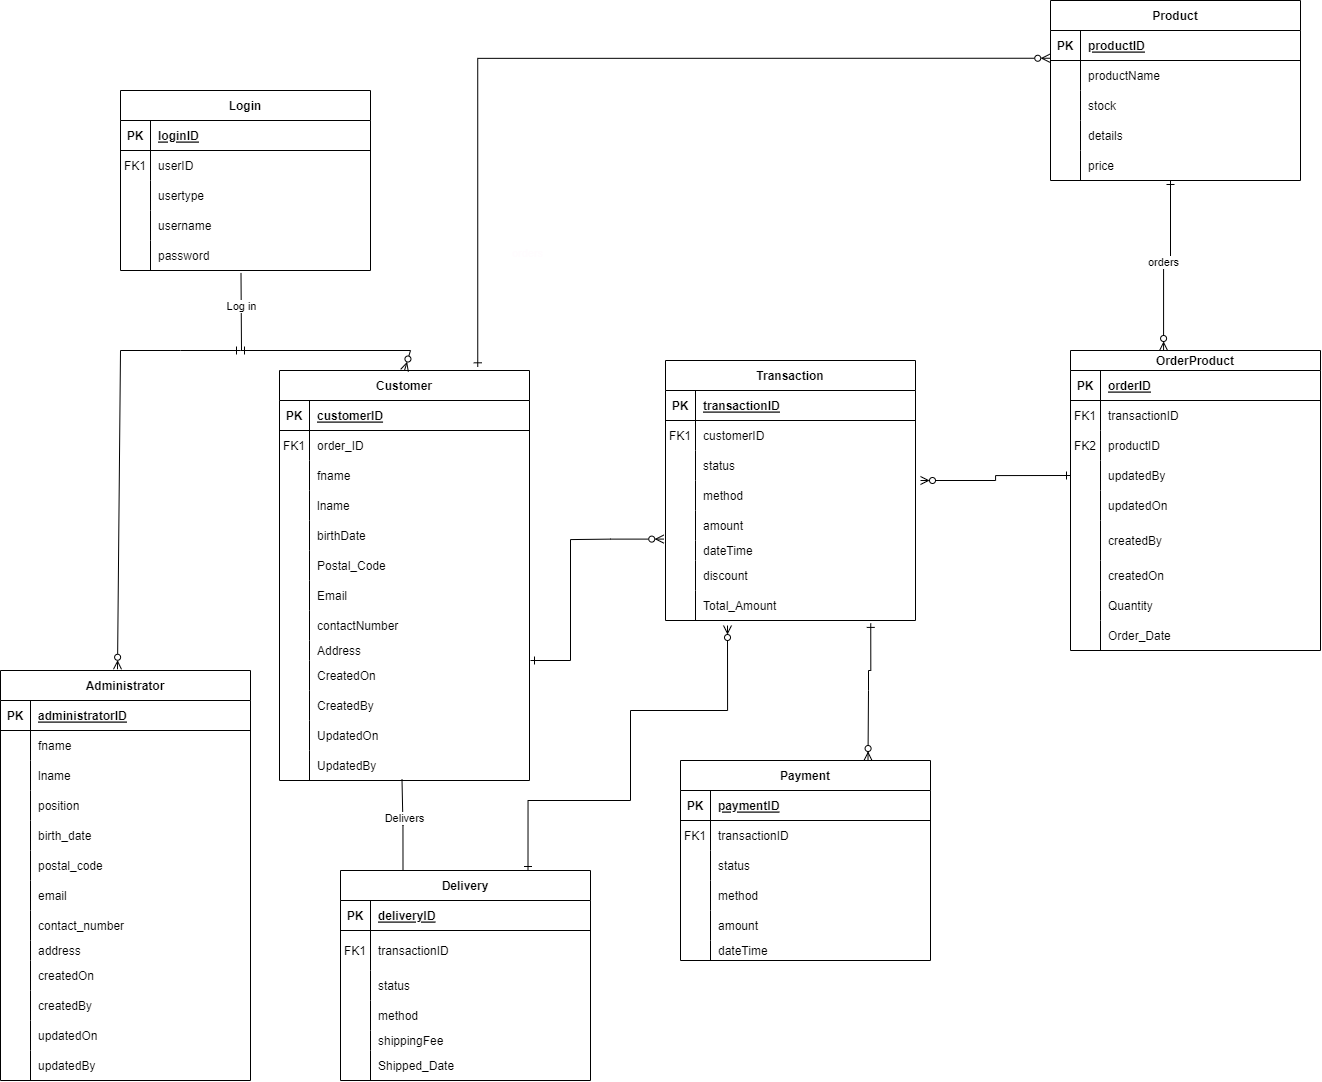 Product
PK productID
productName
stock
details
price
Login
PK loginID
FK1 userID
usertype
username
password
Log in
orders
Customer
PK customerID
FK1 order_ID
fname
lname
birthDate
Postal_Code
Email
contactNumber
Address
CreatedOn
CreatedBy
UpdatedOn
UpdatedBy
Transaction
PK transactionID
FK1 customerID
status
method
amount
dateTime
discount
Total_Amount
OrderProduct
PK orderID
FK1 transactionID
FK2 productID
updatedBy
updatedOn
createdBy
createdOn
Quantity
Order_Date
Administrator
PK administratorID
fname
lname
position
birth_date
postal_code
email
contact_number
address
createdOn
createdBy
updatedOn
updatedBy
Delivers
Delivery
PK deliveryID
FK1 transactionID
status
method
shippingFee
Shipped_Date
Payment
PK paymentID
FK1 transactionID
status
method
amount
dateTime